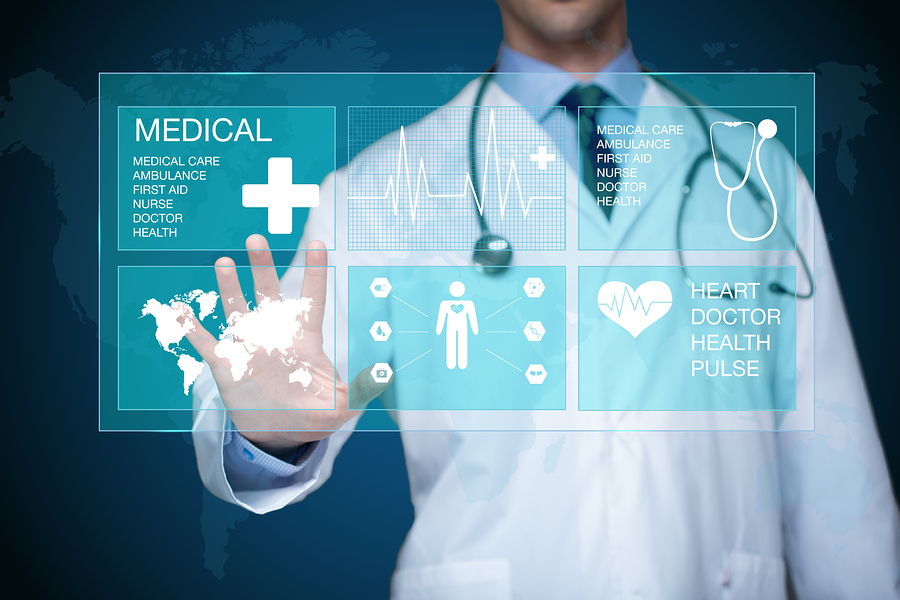 MEDICAL
MEDICAL CARE
AMBULANCE
FIRST AID
NURSE
DOCTOR
HEALTH
MEDICAL CARE
AMBULANCE
FIRST AID
NURSE
DOCTOR
HEALTH
HEART
DOCTOR
HEALTH
PULSE